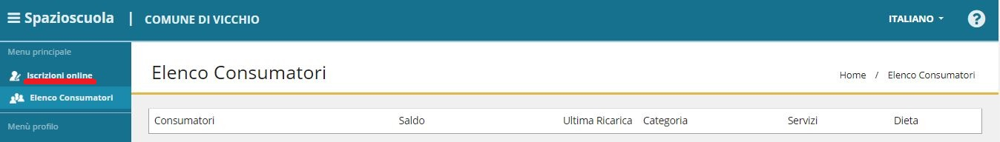 Spazioscuola | COMUNE DI VICCHIO ITALIANO ?
Menu principale
Iscrizioni online
Elenco Consumatori
Menù profilo
Elenco Consumatori
Home / Elenco Consumatori
Consumatori Saldo Ultima Ricarica Categoria Servizi Dieta